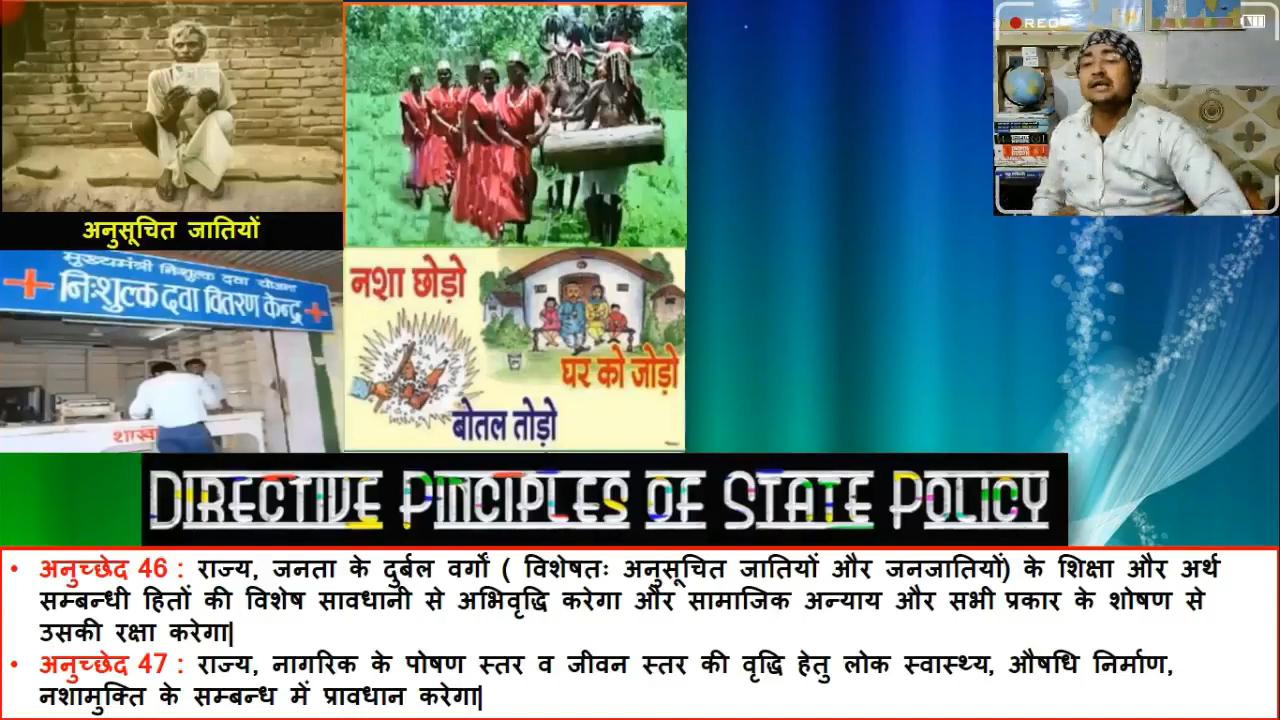 REC
अनुसूचित जातियों
मुख्यमंत्री निःशुल्क दवा योजना
निःशुल्क दवा वितरण केन्द्र
नशा छोड़ो
घर को जोड़ो
बोतल तोड़ो
DIRECTIVE PINCIPLES OF STATE POLICY
• अनुच्छेद 46 : राज्य, जनता के दुर्बल वर्गों ( विशेषतः अनुसूचित जातियों और जनजातियों) के शिक्षा और अर्थ
सम्बन्धी हितों की विशेष सावधानी से अभिवृद्धि करेगा और सामाजिक अन्याय और सभी प्रकार के शोषण से
उसकी रक्षा करेगा|
• अनुच्छेद 47 : राज्य, नागरिक के पोषण स्तर व जीवन स्तर की वृद्धि हेतु लोक स्वास्थ्य, औषधि निर्माण,
नशामुक्ति के सम्बन्ध में प्रावधान करेगा|